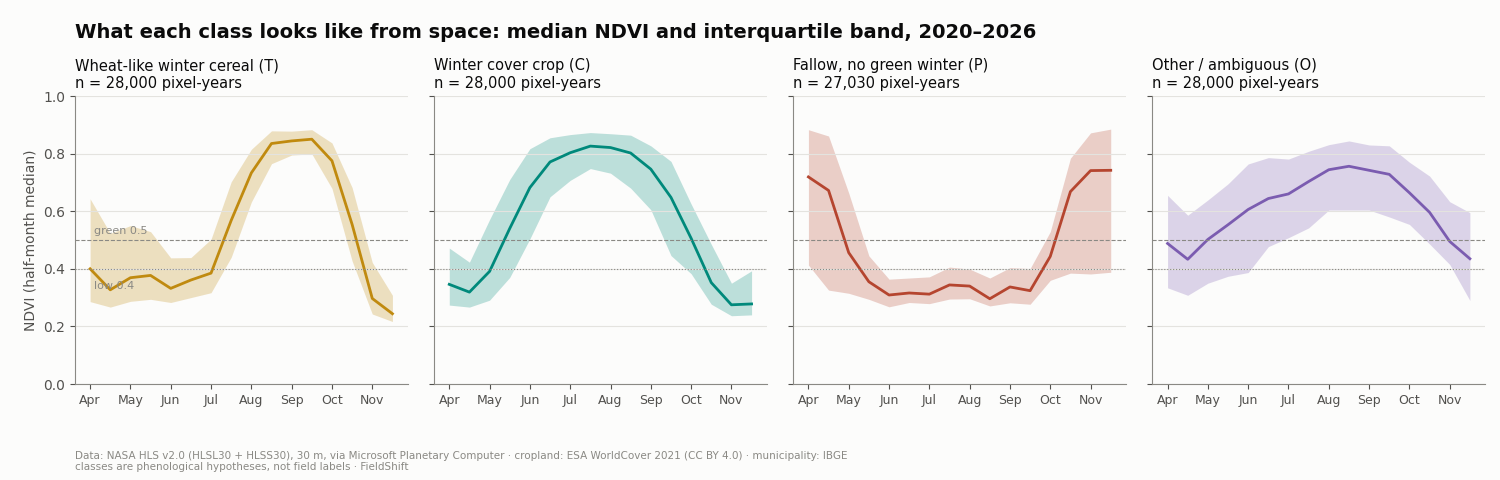 What each class looks like from space: median NDVI and interquartile band, 2020–2026
Wheat-like winter cereal (T)
n = 28,000 pixel-years
Winter cover crop (C)
n = 28,000 pixel-years
Fallow, no green winter (P)
n = 27,030 pixel-years
Other / ambiguous (O)
n = 28,000 pixel-years
NDVI (half-month median)
1.0
0.8
0.6
0.4
0.2
0.0
green 0.5
low 0.4
Apr May Jun Jul Aug Sep Oct Nov
Apr May Jun Jul Aug Sep Oct Nov
Apr May Jun Jul Aug Sep Oct Nov
Apr May Jun Jul Aug Sep Oct Nov
Data: NASA HLS v2.0 (HLSL30 + HLSS30), 30 m, via Microsoft Planetary Computer · cropland: ESA WorldCover 2021 (CC BY 4.0) · municipality: IBGE
classes are phenological hypotheses, not field labels · FieldShift